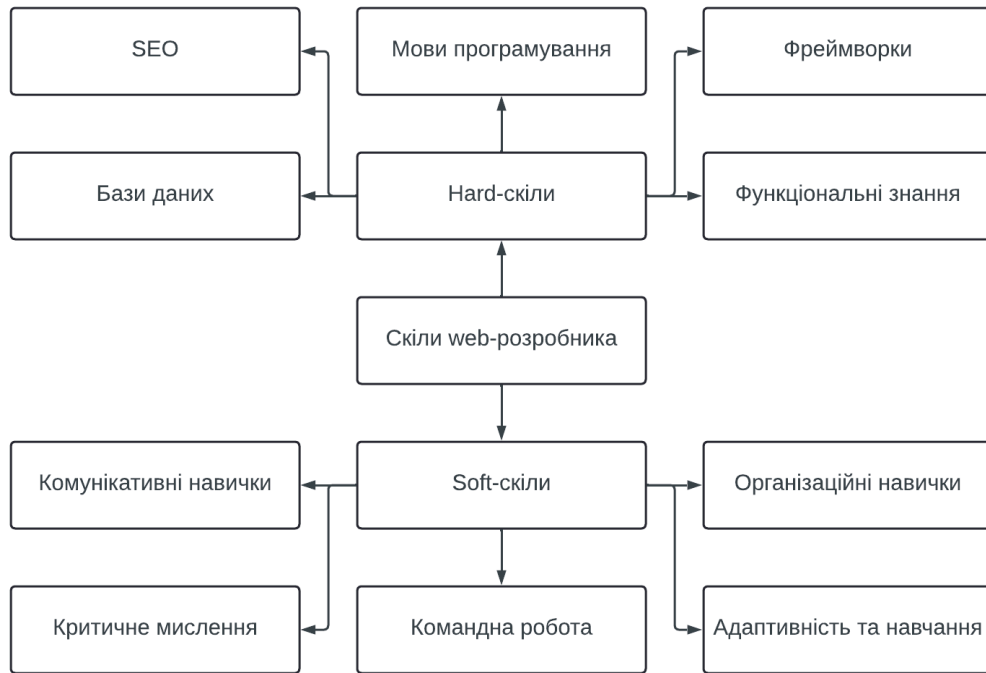 SEO
Мови програмування
Фреймворки
Бази даних
Hard-скіли
Функціональні знання
Скіли web-розробника
Комунікативні навички
Soft-скіли
Організаційні навички
Критичне мислення
Командна робота
Адаптивність та навчання